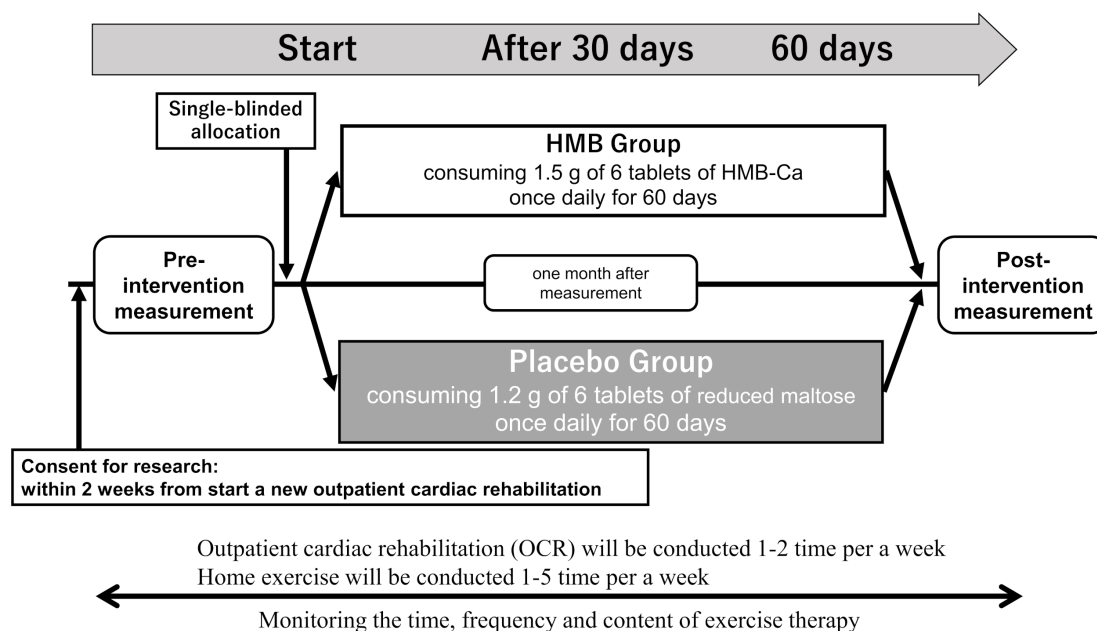 Start After 30 days 60 days
Single-blinded
allocation
HMB Group
consuming 1.5 g of 6 tablets of HMB-Ca
once daily for 60 days
Pre-
intervention
measurement
one month after
measurement
Post-
intervention
measurement
Placebo Group
consuming 1.2 g of 6 tablets of reduced maltose
once daily for 60 days
Consent for research:
within 2 weeks from start a new outpatient cardiac rehabilitation
Outpatient cardiac rehabilitation (OCR) will be conducted 1-2 time per a week
Home exercise will be conducted 1-5 time per a week
Monitoring the time, frequency and content of exercise therapy